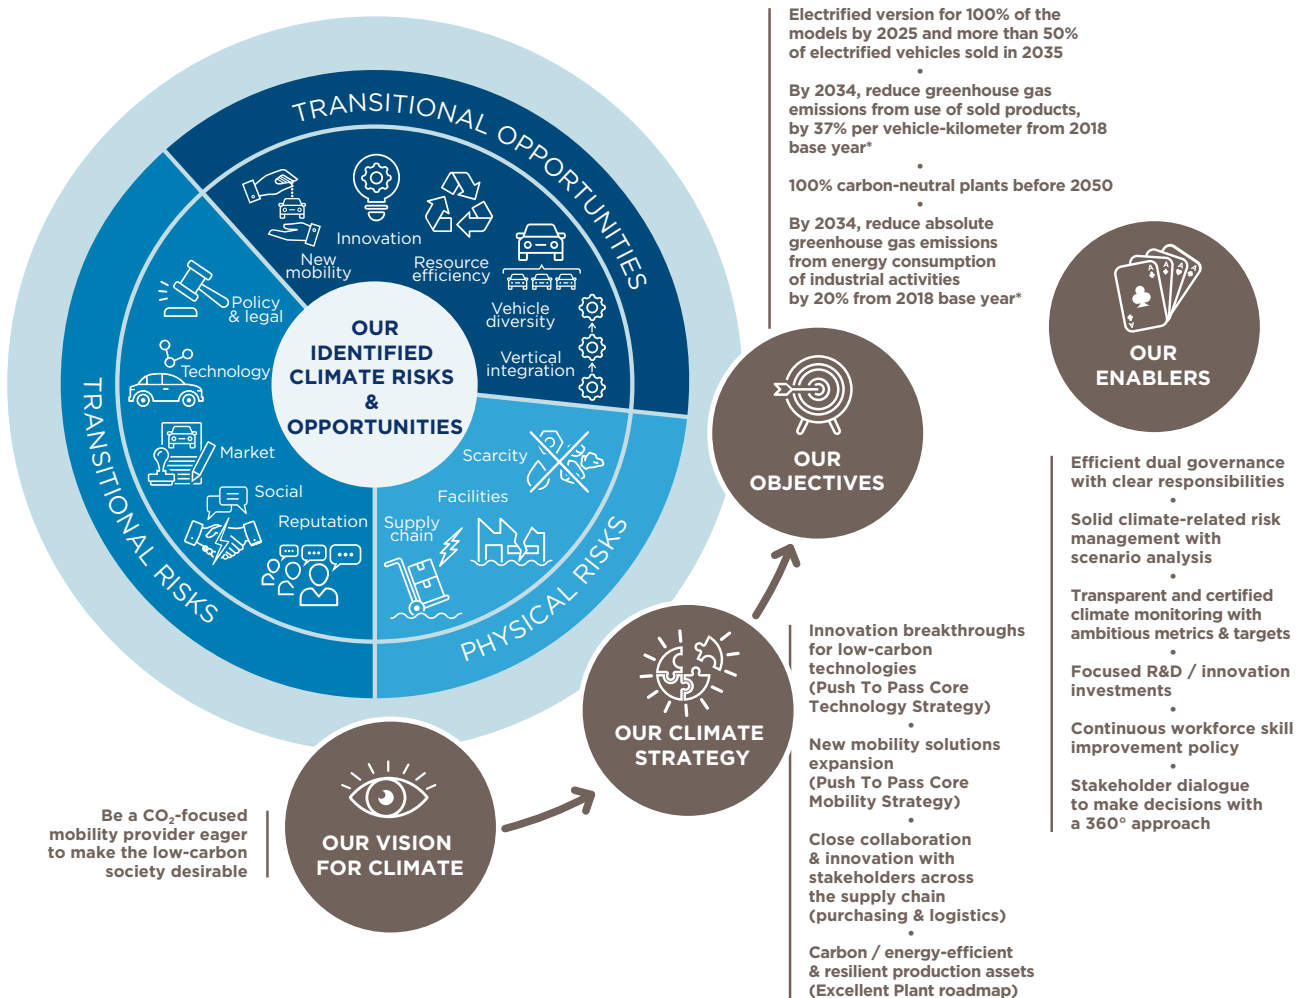 TRANSITIONAL OPPORTUNITIES
New
mobility
Innovation
Resource
efficiency
Vehicle
diversity
Vertical
integration
TRANSITIONAL RISKS
Policy
& legal
Technology
Market
Social
Reputation
PHYSICAL RISKS
Scarcity
Facilities
Supply
chain
OUR
IDENTIFIED
CLIMATE RISKS
&
OPPORTUNITIES
Be a CO₂-focused
mobility provider eager
to make the low-carbon
society desirable
OUR VISION
FOR CLIMATE
OUR CLIMATE
STRATEGY
Innovation breakthroughs
for low-carbon
technologies
(Push To Pass Core
Technology Strategy)
•
New mobility solutions
expansion
(Push To Pass Core
Mobility Strategy)
•
Close collaboration
& innovation with
stakeholders across
the supply chain
(purchasing & logistics)
•
Carbon / energy-efficient
& resilient production assets
(Excellent Plant roadmap)
Electrified version for 100% of the
models by 2025 and more than 50%
of electrified vehicles sold in 2035
•
By 2034, reduce greenhouse gas
emissions from use of sold products,
by 37% per vehicle-kilometer from 2018
base year*
•
100% carbon-neutral plants before 2050
•
By 2034, reduce absolute
greenhouse gas emissions
from energy consumption
of industrial activities
by 20% from 2018 base year*
OUR
OBJECTIVES
A
A
A
A
A
OUR
ENABLERS
Efficient dual governance
with clear responsibilities
•
Solid climate-related risk
management with
scenario analysis
•
Transparent and certified
climate monitoring with
ambitious metrics & targets
•
Focused R&D / innovation
investments
•
Continuous workforce skill
improvement policy
•
Stakeholder dialogue
to make decisions with
a 360° approach